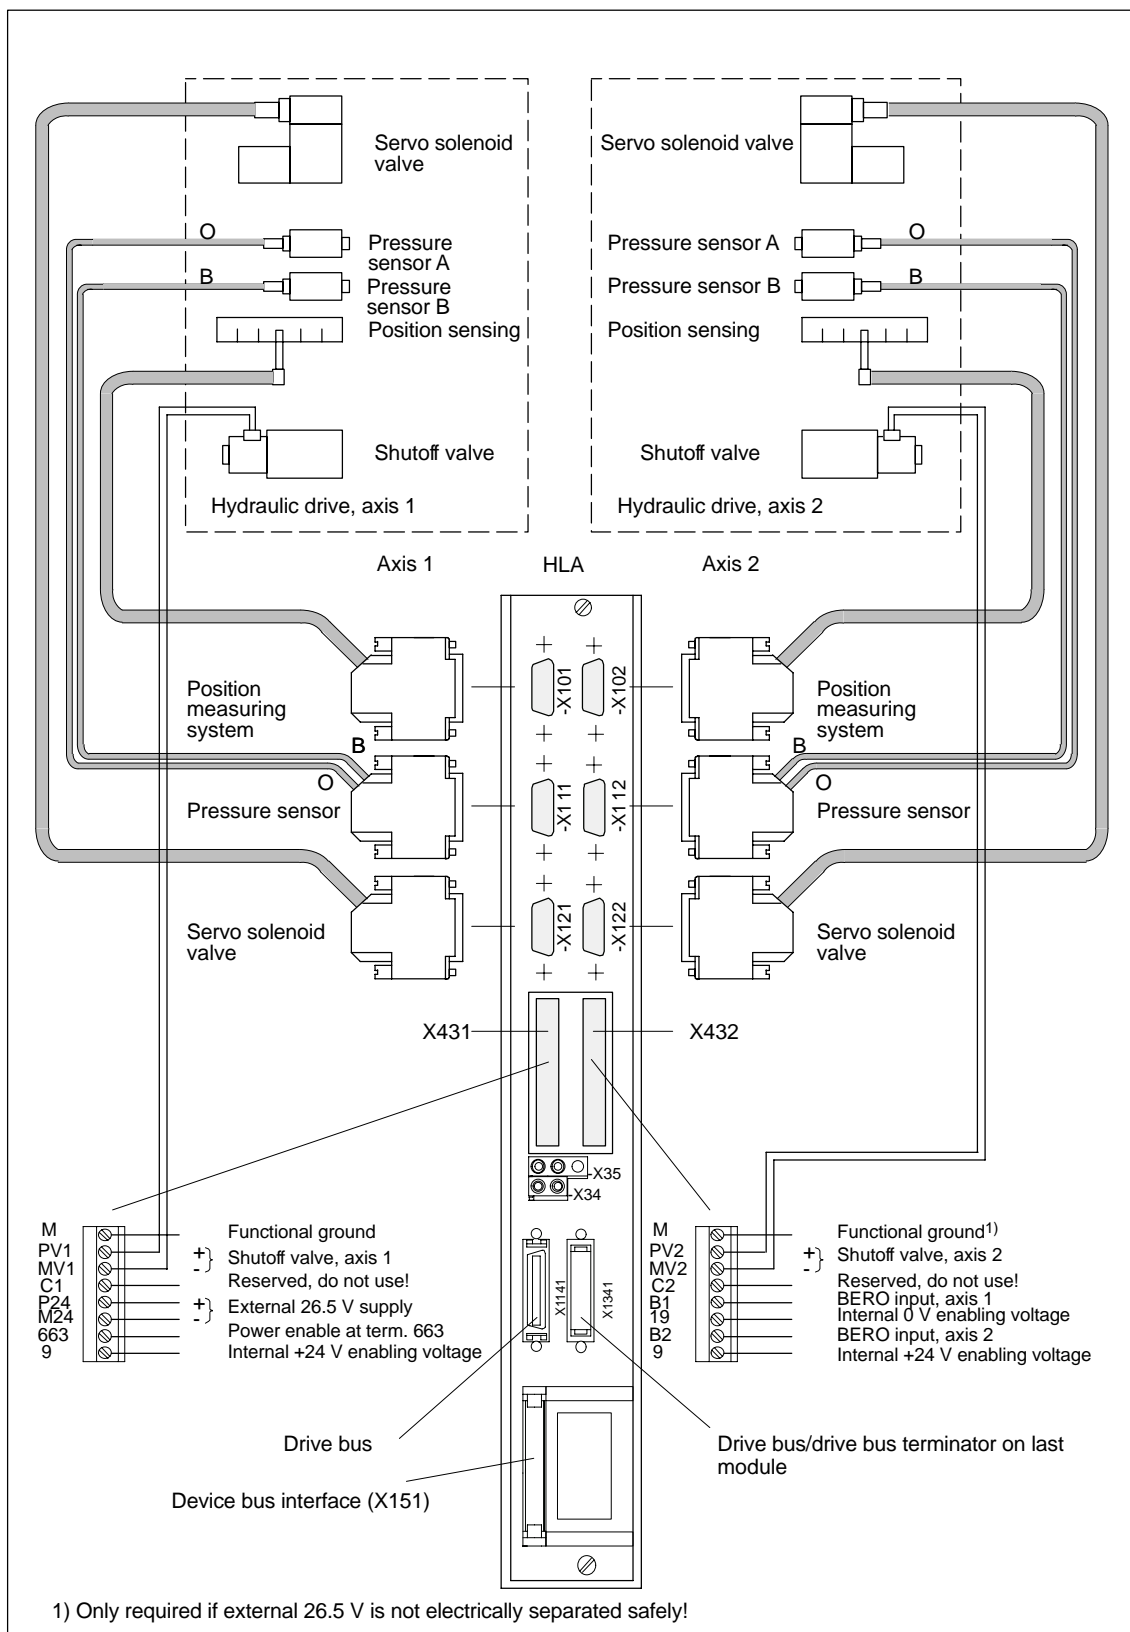 Servo solenoid
valve
Servo solenoid valve
O
Pressure
sensor A
Pressure sensor A
O
B
Pressure
sensor B
Pressure sensor B
B
Position sensing
Position sensing
Shutoff valve
Shutoff valve
Hydraulic drive, axis 1
Hydraulic drive, axis 2
Axis 1
HLA
Axis 2
-X101
-X102
Position
measuring
system
Position
measuring
system
B
O
B
O
Pressure sensor
-X111
-X112
Pressure sensor
Servo solenoid
valve
-X121
-X122
Servo solenoid
valve
X431
X432
-X35
-X34
M Functional ground
PV1 + } Shutoff valve, axis 1
MV1 -
C1 Reserved, do not use!
P24 + } External 26.5 V supply
M24 -
663 Power enable at term. 663
9 Internal +24 V enabling voltage
X1141
X1341
M Functional ground1)
PV2 + } Shutoff valve, axis 2
MV2 -
C2 Reserved, do not use!
B1 BERO input, axis 1
19 Internal 0 V enabling voltage
B2 BERO input, axis 2
9 Internal +24 V enabling voltage
Drive bus
Drive bus/drive bus terminator on last
module
Device bus interface (X151)
1) Only required if external 26.5 V is not electrically separated safely!